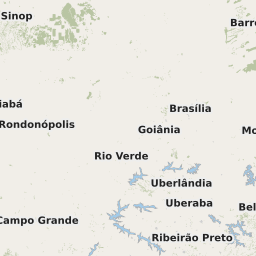 Sinop
Barre
iabá
Brasília
Rondonópolis
Goiânia
Mo
Rio Verde
Uberlândia
Uberaba
Bel
Campo Grande
Ribeirão Preto